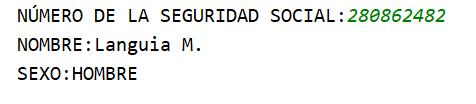 NÚMERO DE LA SEGURIDAD SOCIAL:280862482
NOMBRE:Languia M.
SEXO:HOMBRE